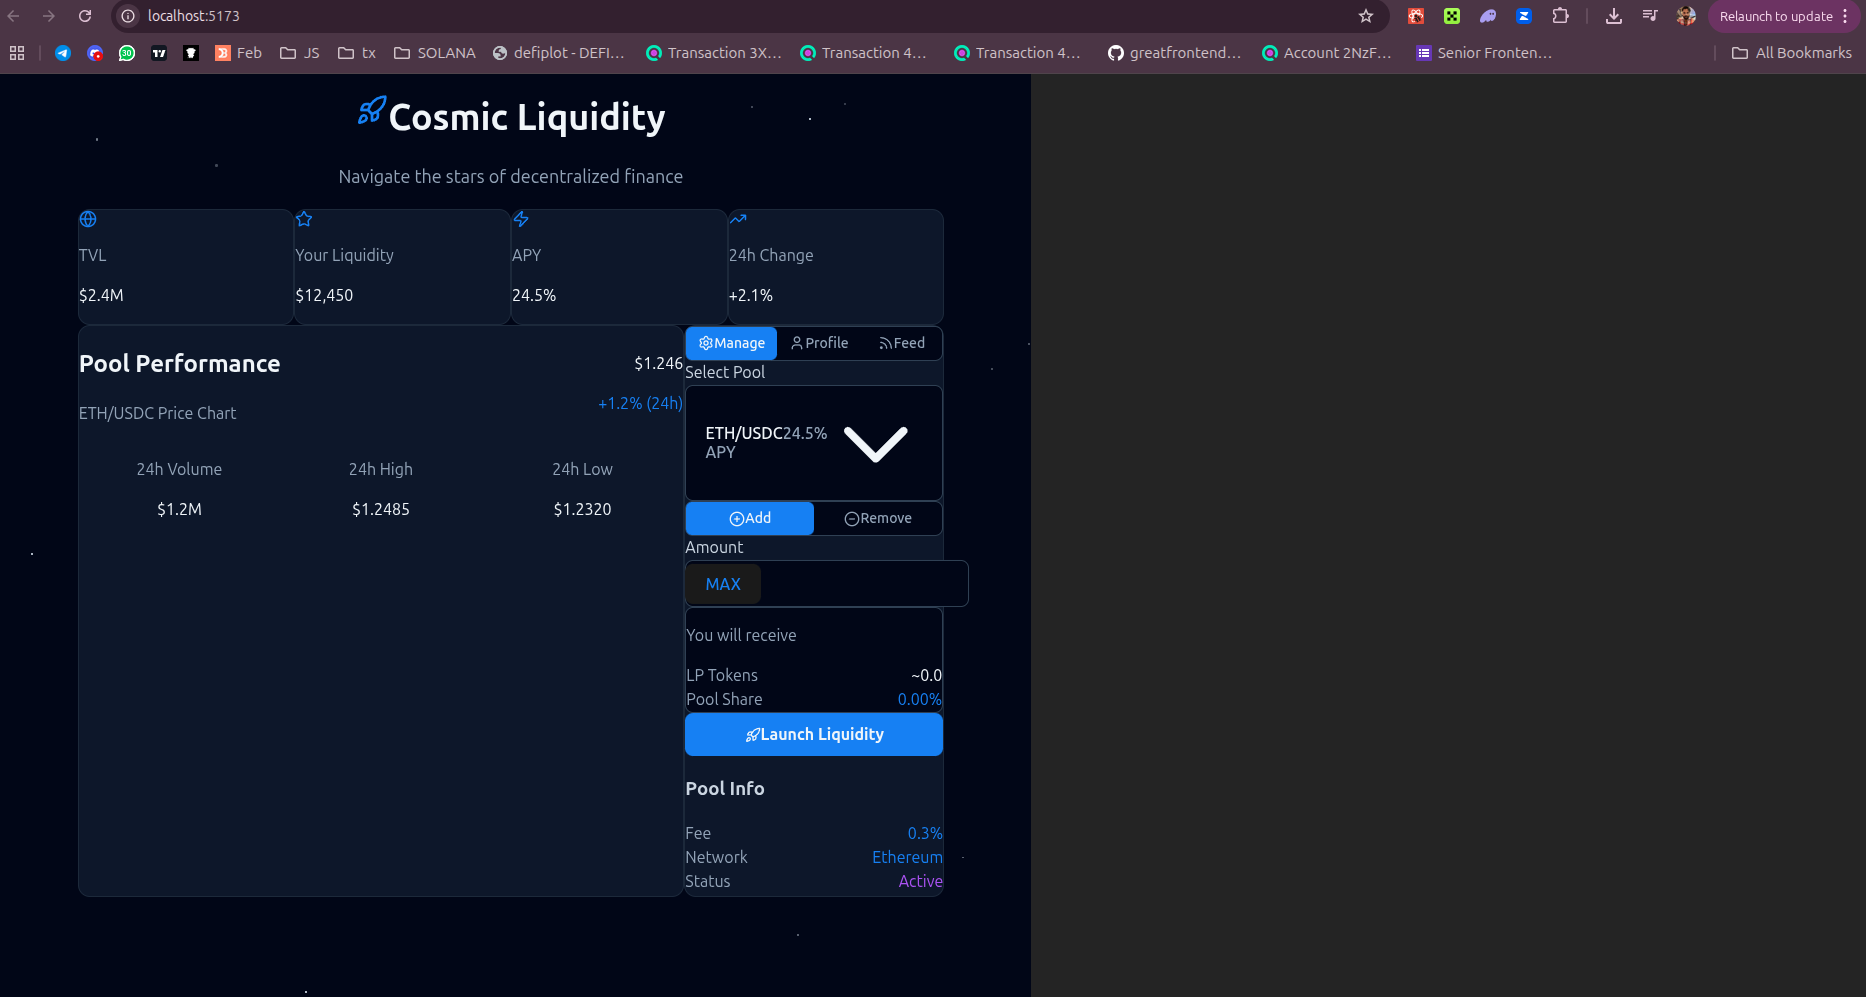 localhost:5173
Relaunch to update
Feb
JS
tx
SOLANA
defiplot - DEFI...
Transaction 3X...
Transaction 4...
Transaction 4...
greatfrontend...
Account 2NzF...
Senior Fronten...
All Bookmarks
Cosmic Liquidity
Navigate the stars of decentralized finance
TVL
$2.4M
Your Liquidity
$12,450
APY
24.5%
24h Change
+2.1%
Pool Performance
$1.246
ETH/USDC Price Chart
+1.2% (24h)
24h Volume
$1.2M
24h High
$1.2485
24h Low
$1.2320
Manage
Profile
Feed
Select Pool
ETH/USDC24.5%
APY
Add
Remove
Amount
MAX
You will receive
LP Tokens
~0.0
Pool Share
0.00%
Launch Liquidity
Pool Info
Fee
0.3%
Network
Ethereum
Status
Active